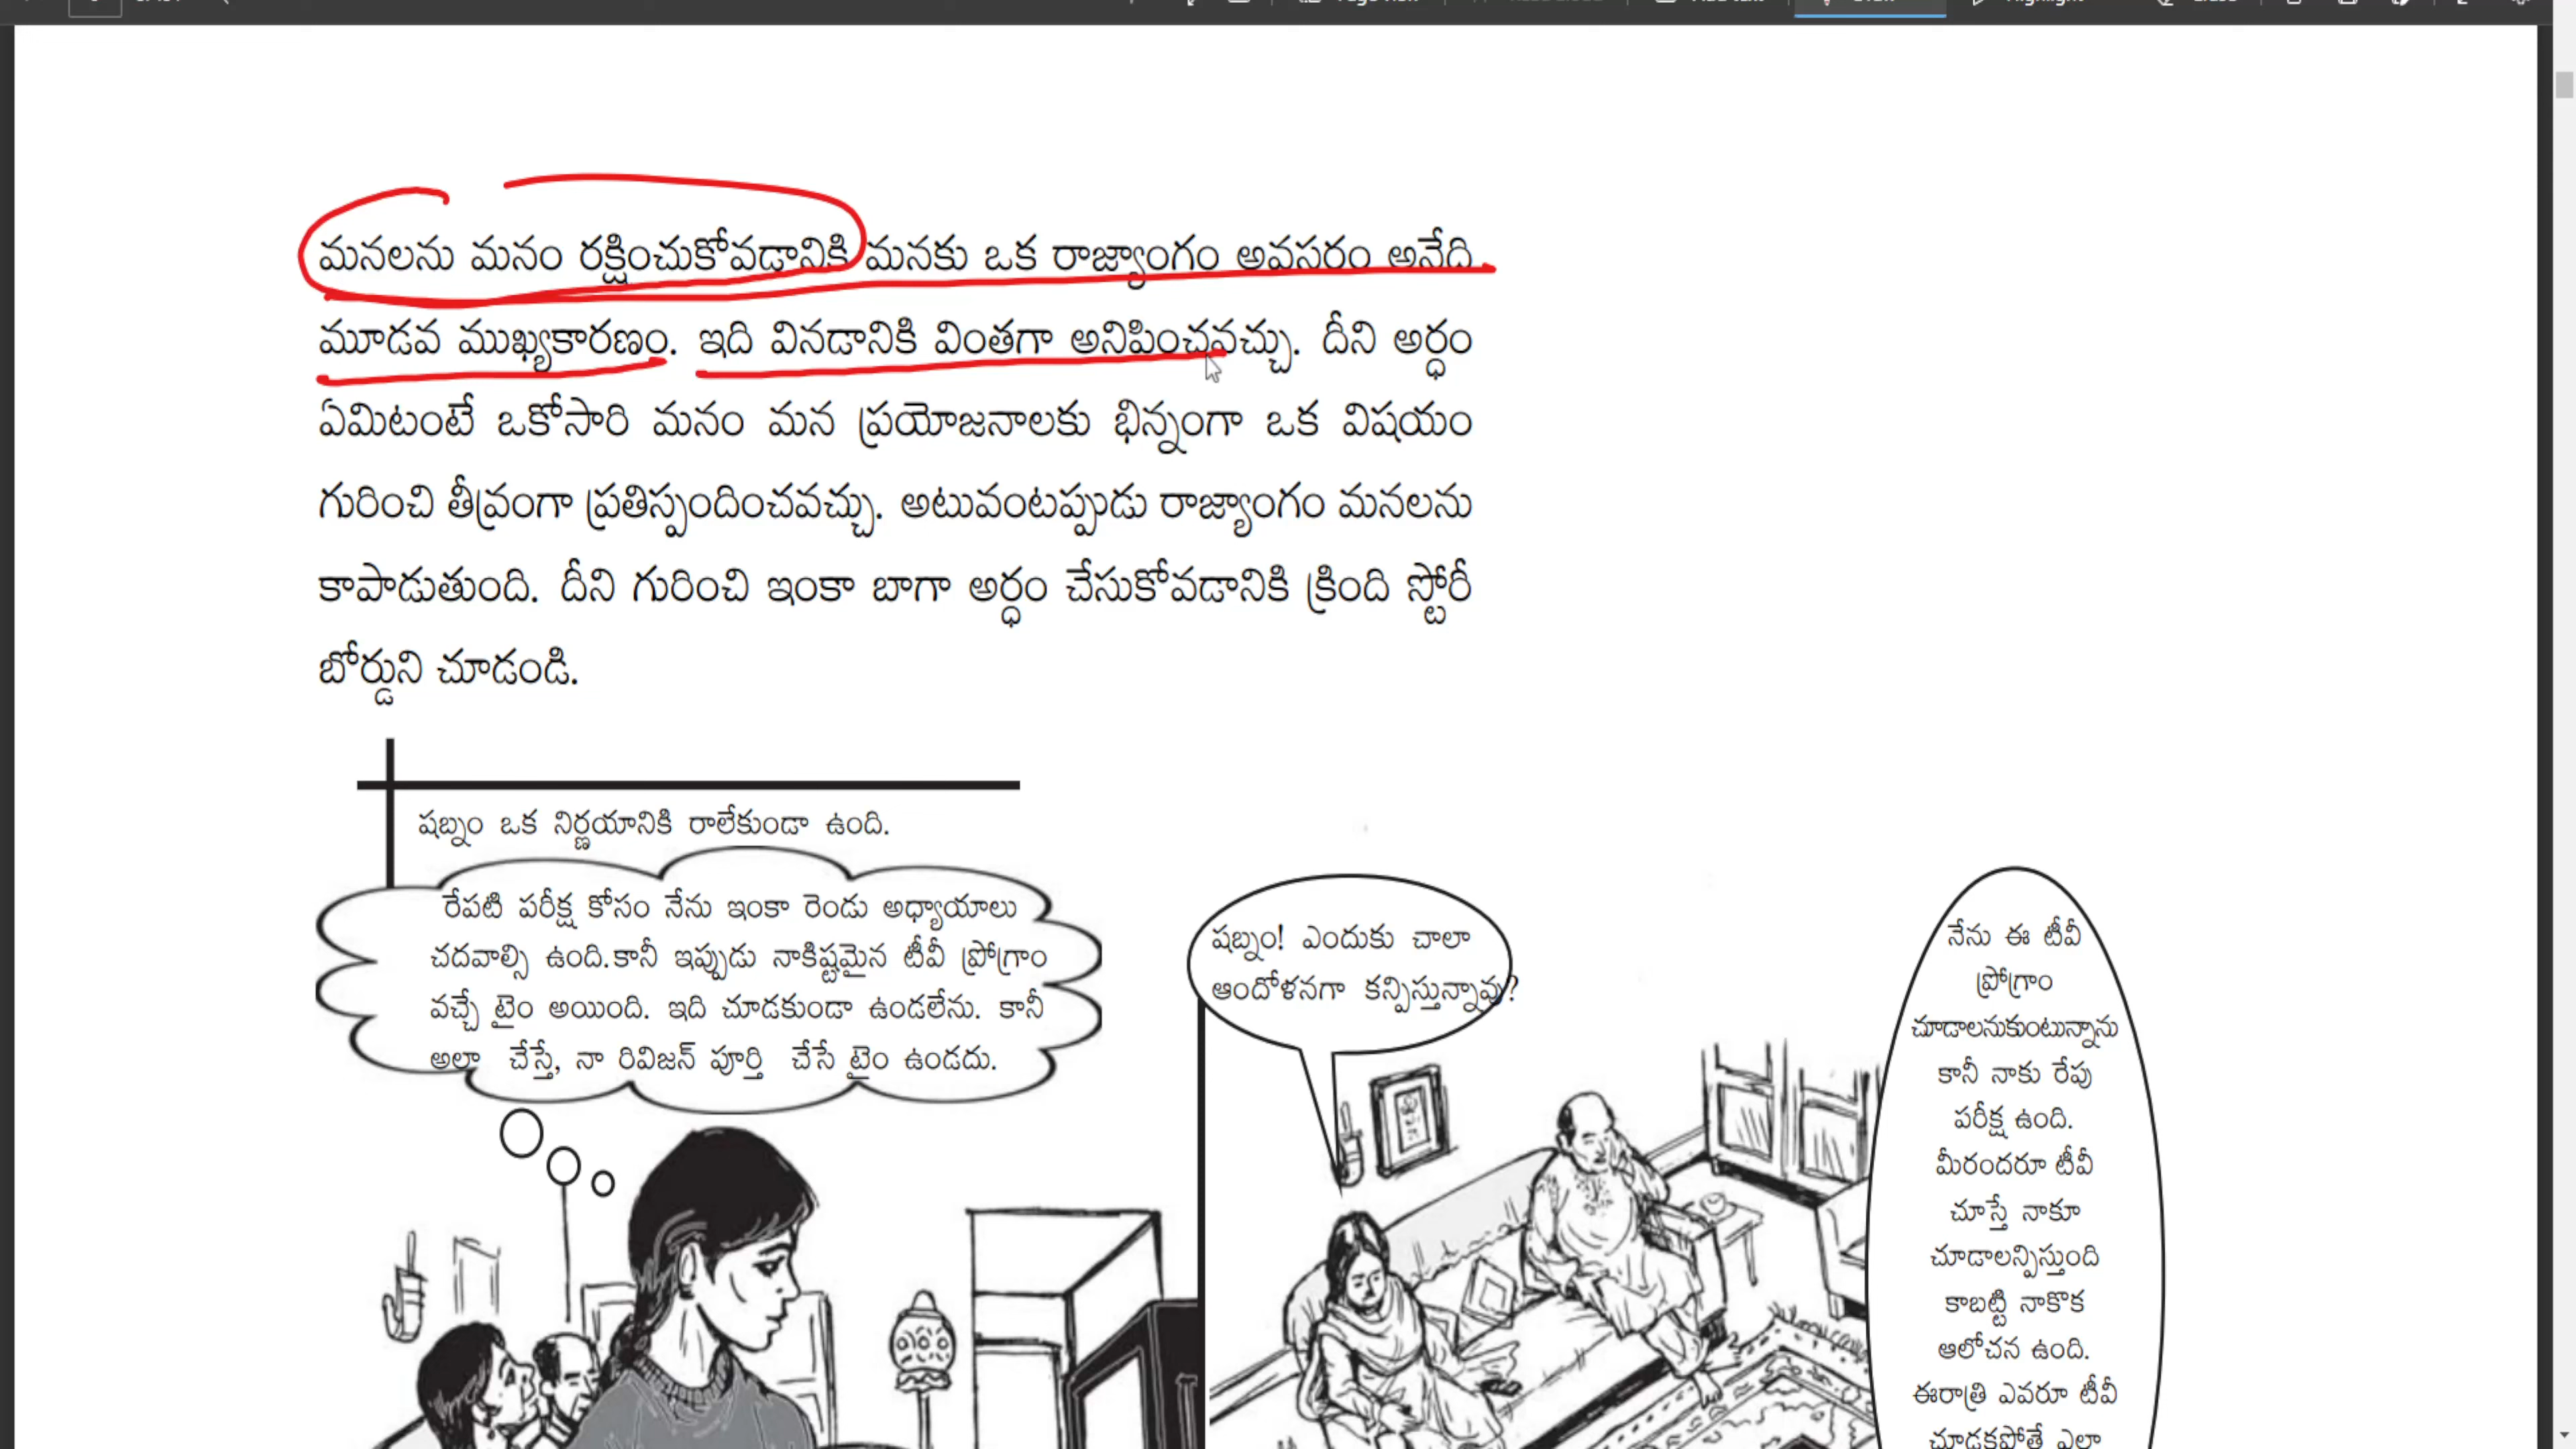 మనలను మనం రక్షించుకోవడానికి మనకు ఒక రాజ్యాంగం అవసరం అనేది
మూడవ ముఖ్యకారణం. ఇది వినడానికి వింతగా అనిపించవచ్చు. దీని అర్ధం
ఏమిటంటే ఒకోసారి మనం మన ప్రయోజనాలకు భిన్నంగా ఒక విషయం
గురించి తీవ్రంగా ప్రతిస్పందించవచ్చు. అటువంటప్పుడు రాజ్యాంగం మనలను
కాపాడుతుంది. దీని గురించి ఇంకా బాగా అర్ధం చేసుకోవడానికి క్రింది స్టోరీ
బోర్డుని చూడండి.
షబ్నం ఒక నిర్ణయానికి రాలేకుండా ఉంది.
రేపటి పరీక్ష కోసం నేను ఇంకా రెండు అధ్యాయాలు
చదవాల్సి ఉంది.కానీ ఇప్పుడు నాకిష్టమైన టీవీ ప్రోగ్రాం
వచ్చే టైం అయింది. ఇది చూడకుండా ఉండలేను. కానీ
అలా చేస్తే, నా రివిజన్ పూర్తి చేసే టైం ఉండదు.
షబ్నం! ఎందుకు చాలా
ఆందోళనగా కన్పిస్తున్నావు?
నేను ఈ టీవీ
ప్రోగ్రాం
చూడాలనుకుంటున్నాను
కానీ నాకు రేపు
పరీక్ష ఉంది.
మీరందరూ టీవీ
చూస్తే నాకూ
చూడాలన్పిస్తుంది
కాబట్టి నాకొక
ఆలోచన ఉంది.
ఈరాత్రి ఎవరూ టీవీ
చూడకపోతే ఎలా